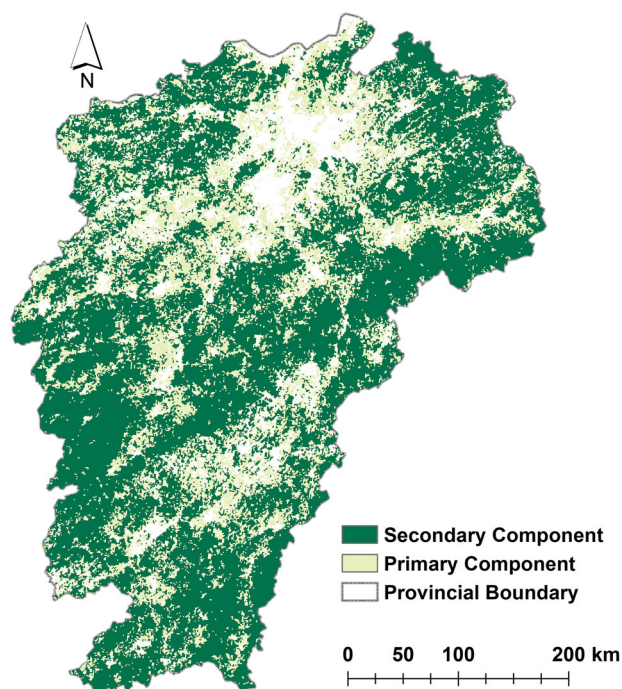 N
Secondary Component
Primary Component
Provincial Boundary
0 50 100 200 km